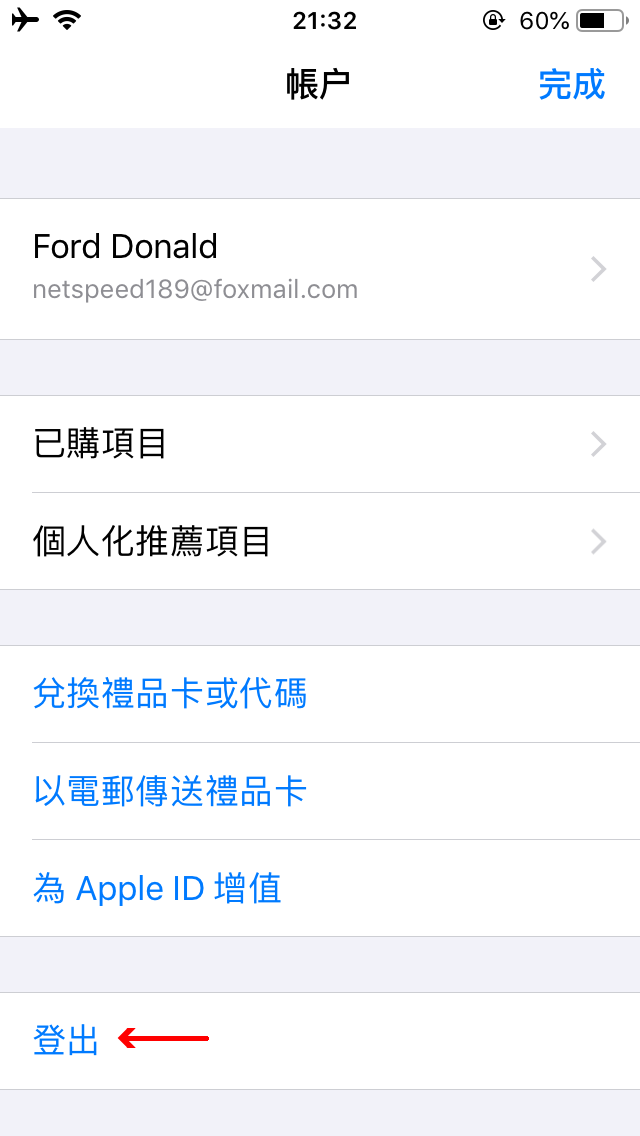 21:32
60%
帳户
完成
Ford Donald
netspeed189@foxmail.com
已購項目
個人化推薦項目
兌換禮品卡或代碼
以電郵傳送禮品卡
為 Apple ID 增值
登出